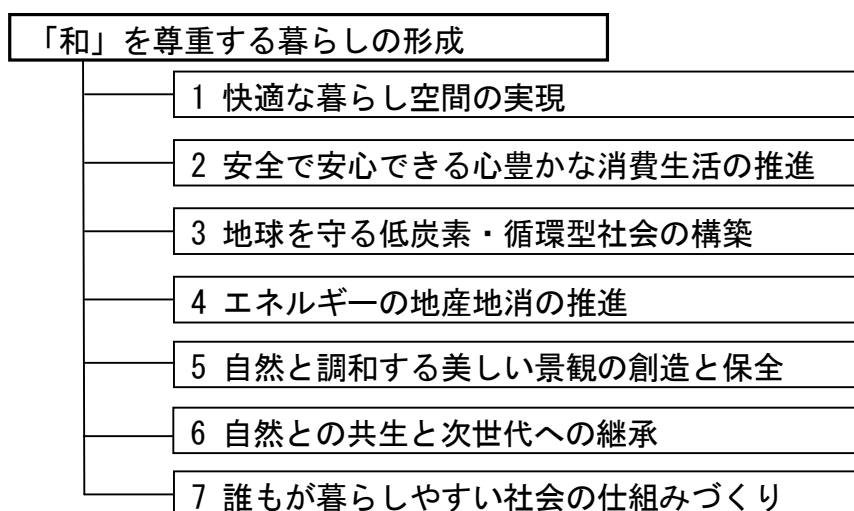 「和」を尊重する暮らしの形成
1 快適な暮らし空間の実現
2 安全で安心できる心豊かな消費生活の推進
3 地球を守る低炭素・循環型社会の構築
4 エネルギーの地産地消の推進
5 自然と調和する美しい景観の創造と保全
6 自然との共生と次世代への継承
7 誰もが暮らしやすい社会の仕組みづくり